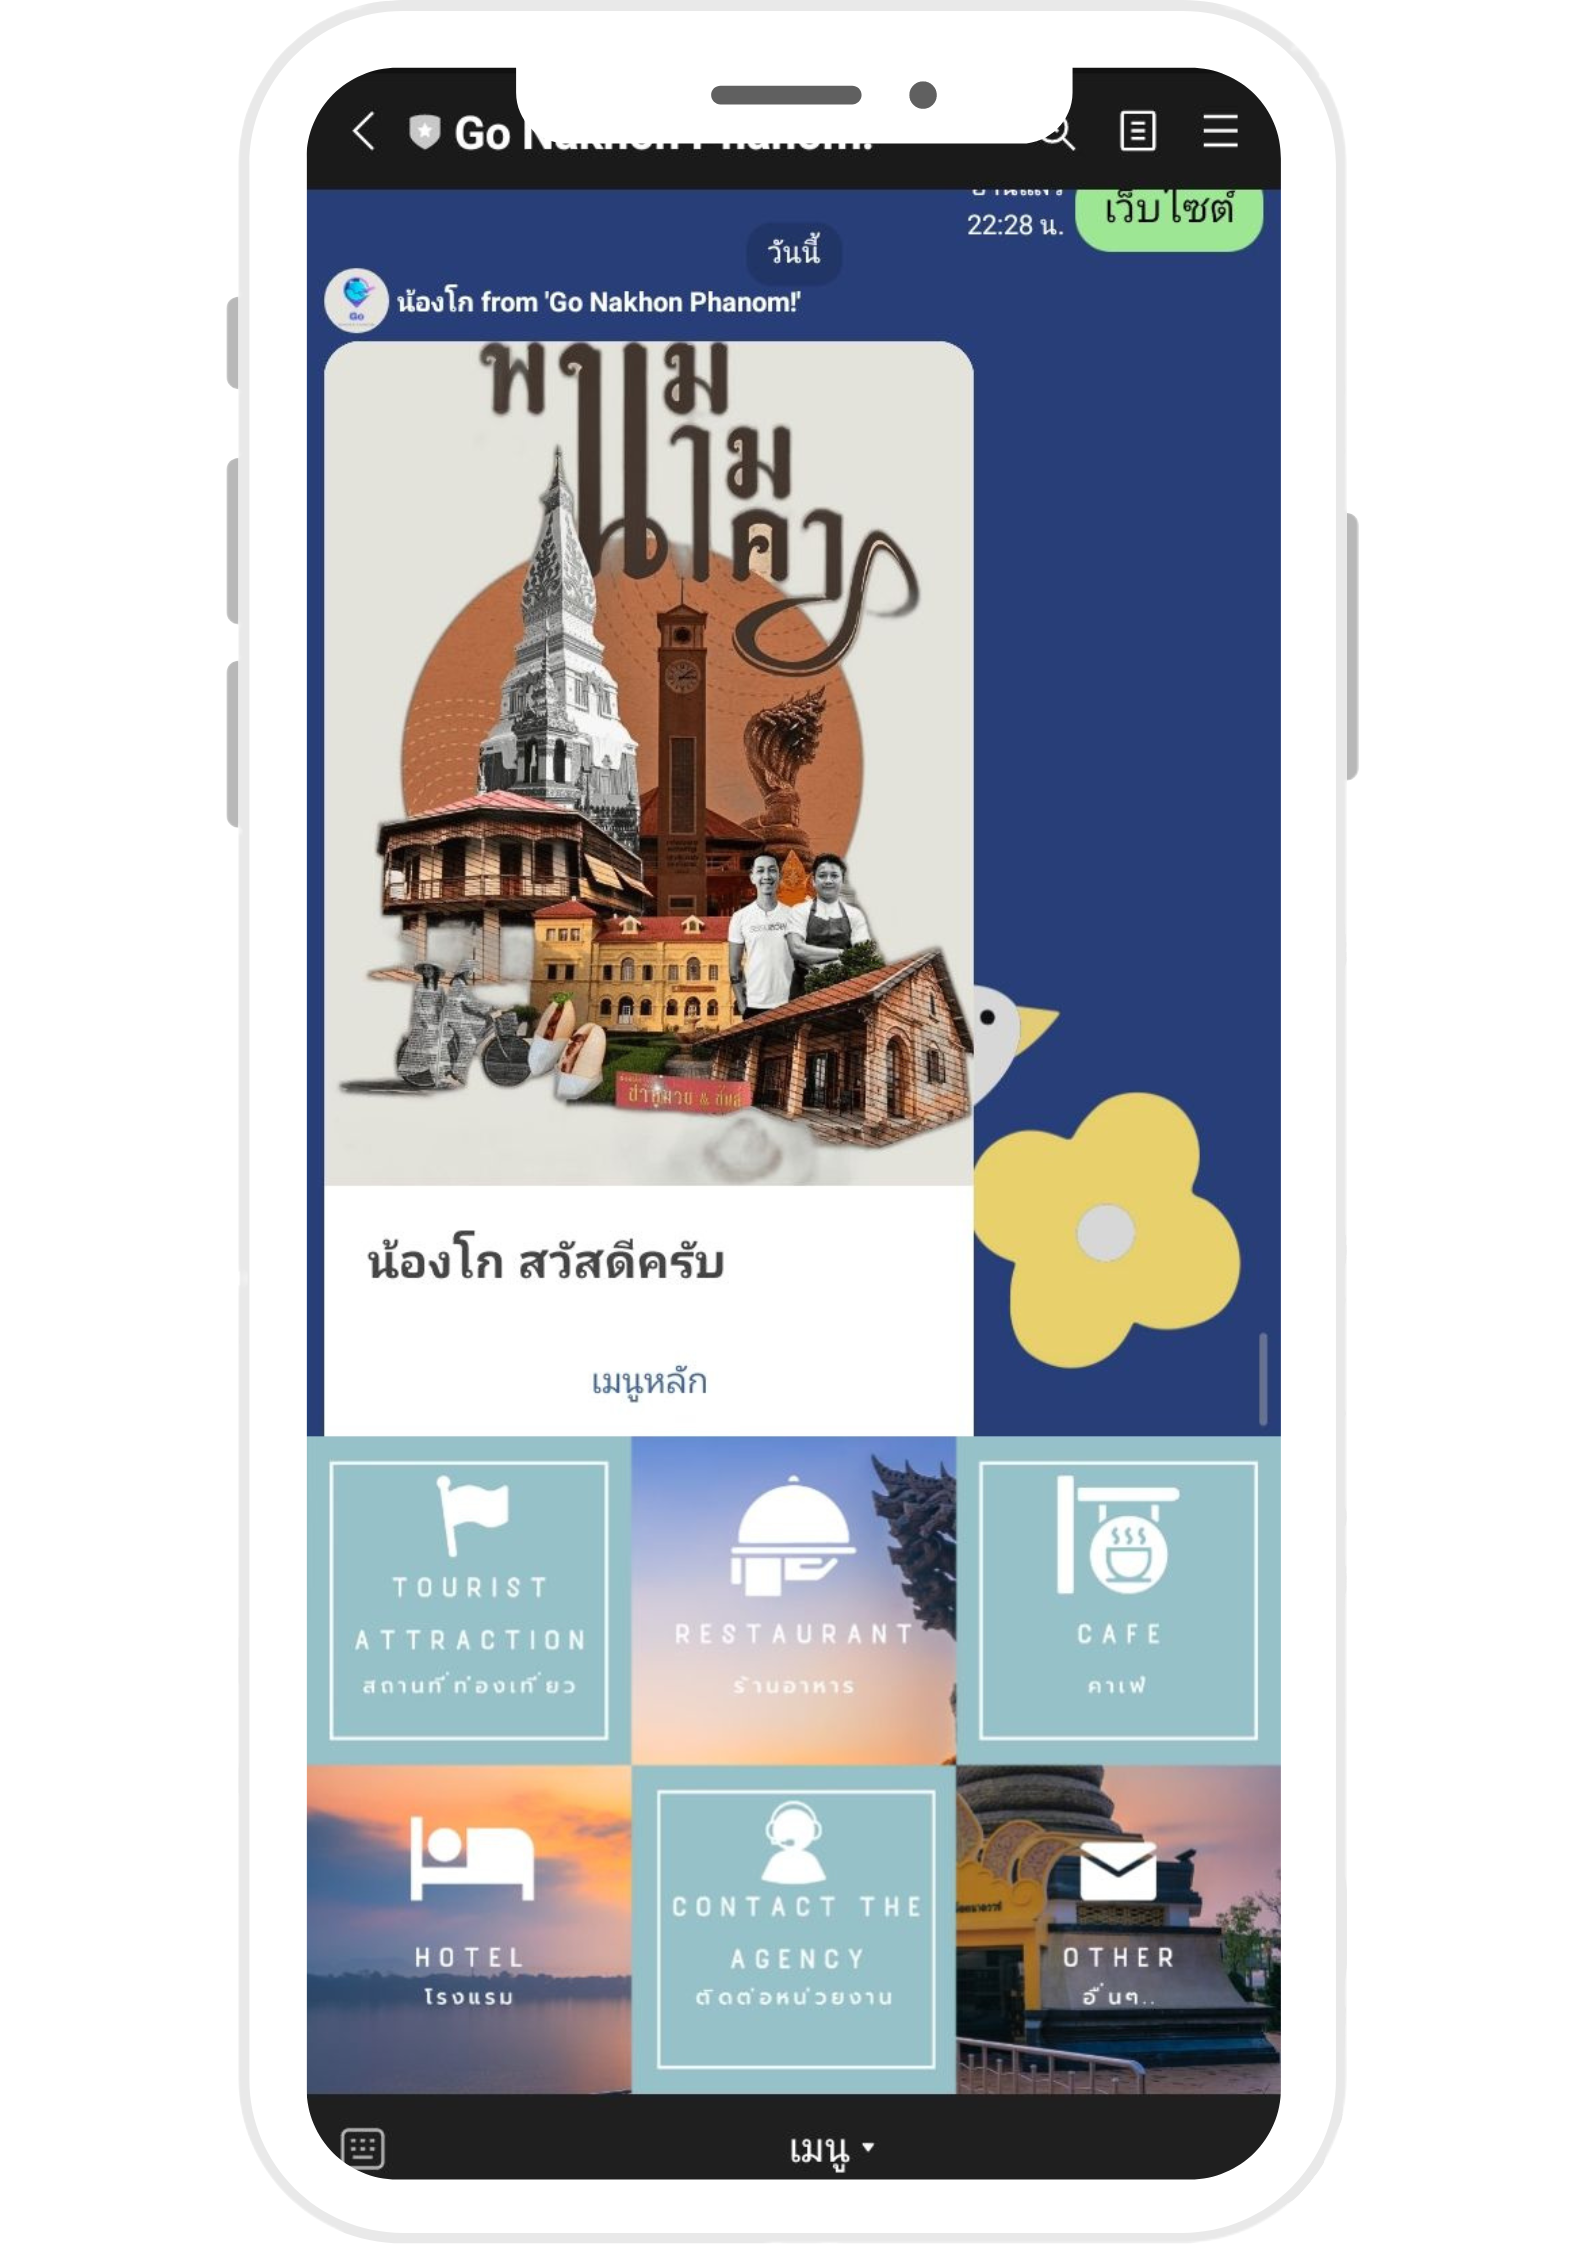 Go Nakhon Phanom!
เว็บไซต์
22:28 น.
วันนี้
น้องโก from 'Go Nakhon Phanom!'
Go
พนม
นาม
คา
น้องโก สวัสดีครับ
เมนูหลัก
TOURIST
ATTRACTION
สถานที่ท่องเที่ยว
RESTAURANT
ร้านอาหาร
CAFE
คาเฟ่
HOTEL
โรงแรม
CONTACT THE
AGENCY
ติดต่อหน่วยงาน
OTHER
อื่นๆ..
เมนู